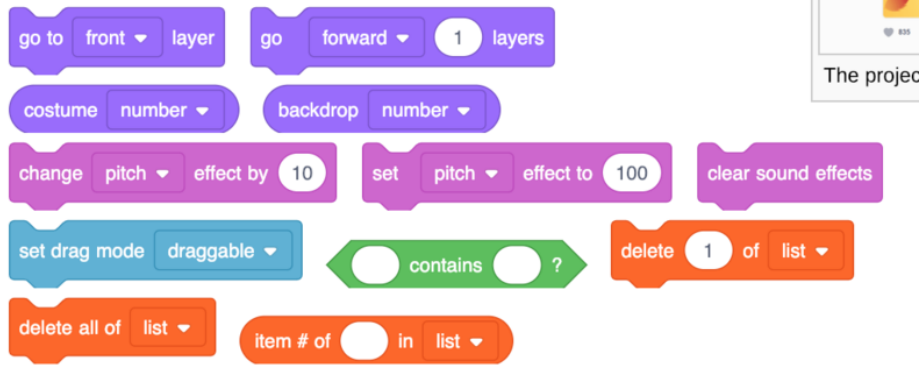 go to front layer
go forward 1 layers
835
The projec
costume number
backdrop number
change pitch effect by 10
set pitch effect to 100
clear sound effects
set drag mode draggable
contains ?
delete 1 of list
delete all of list
item # of in list